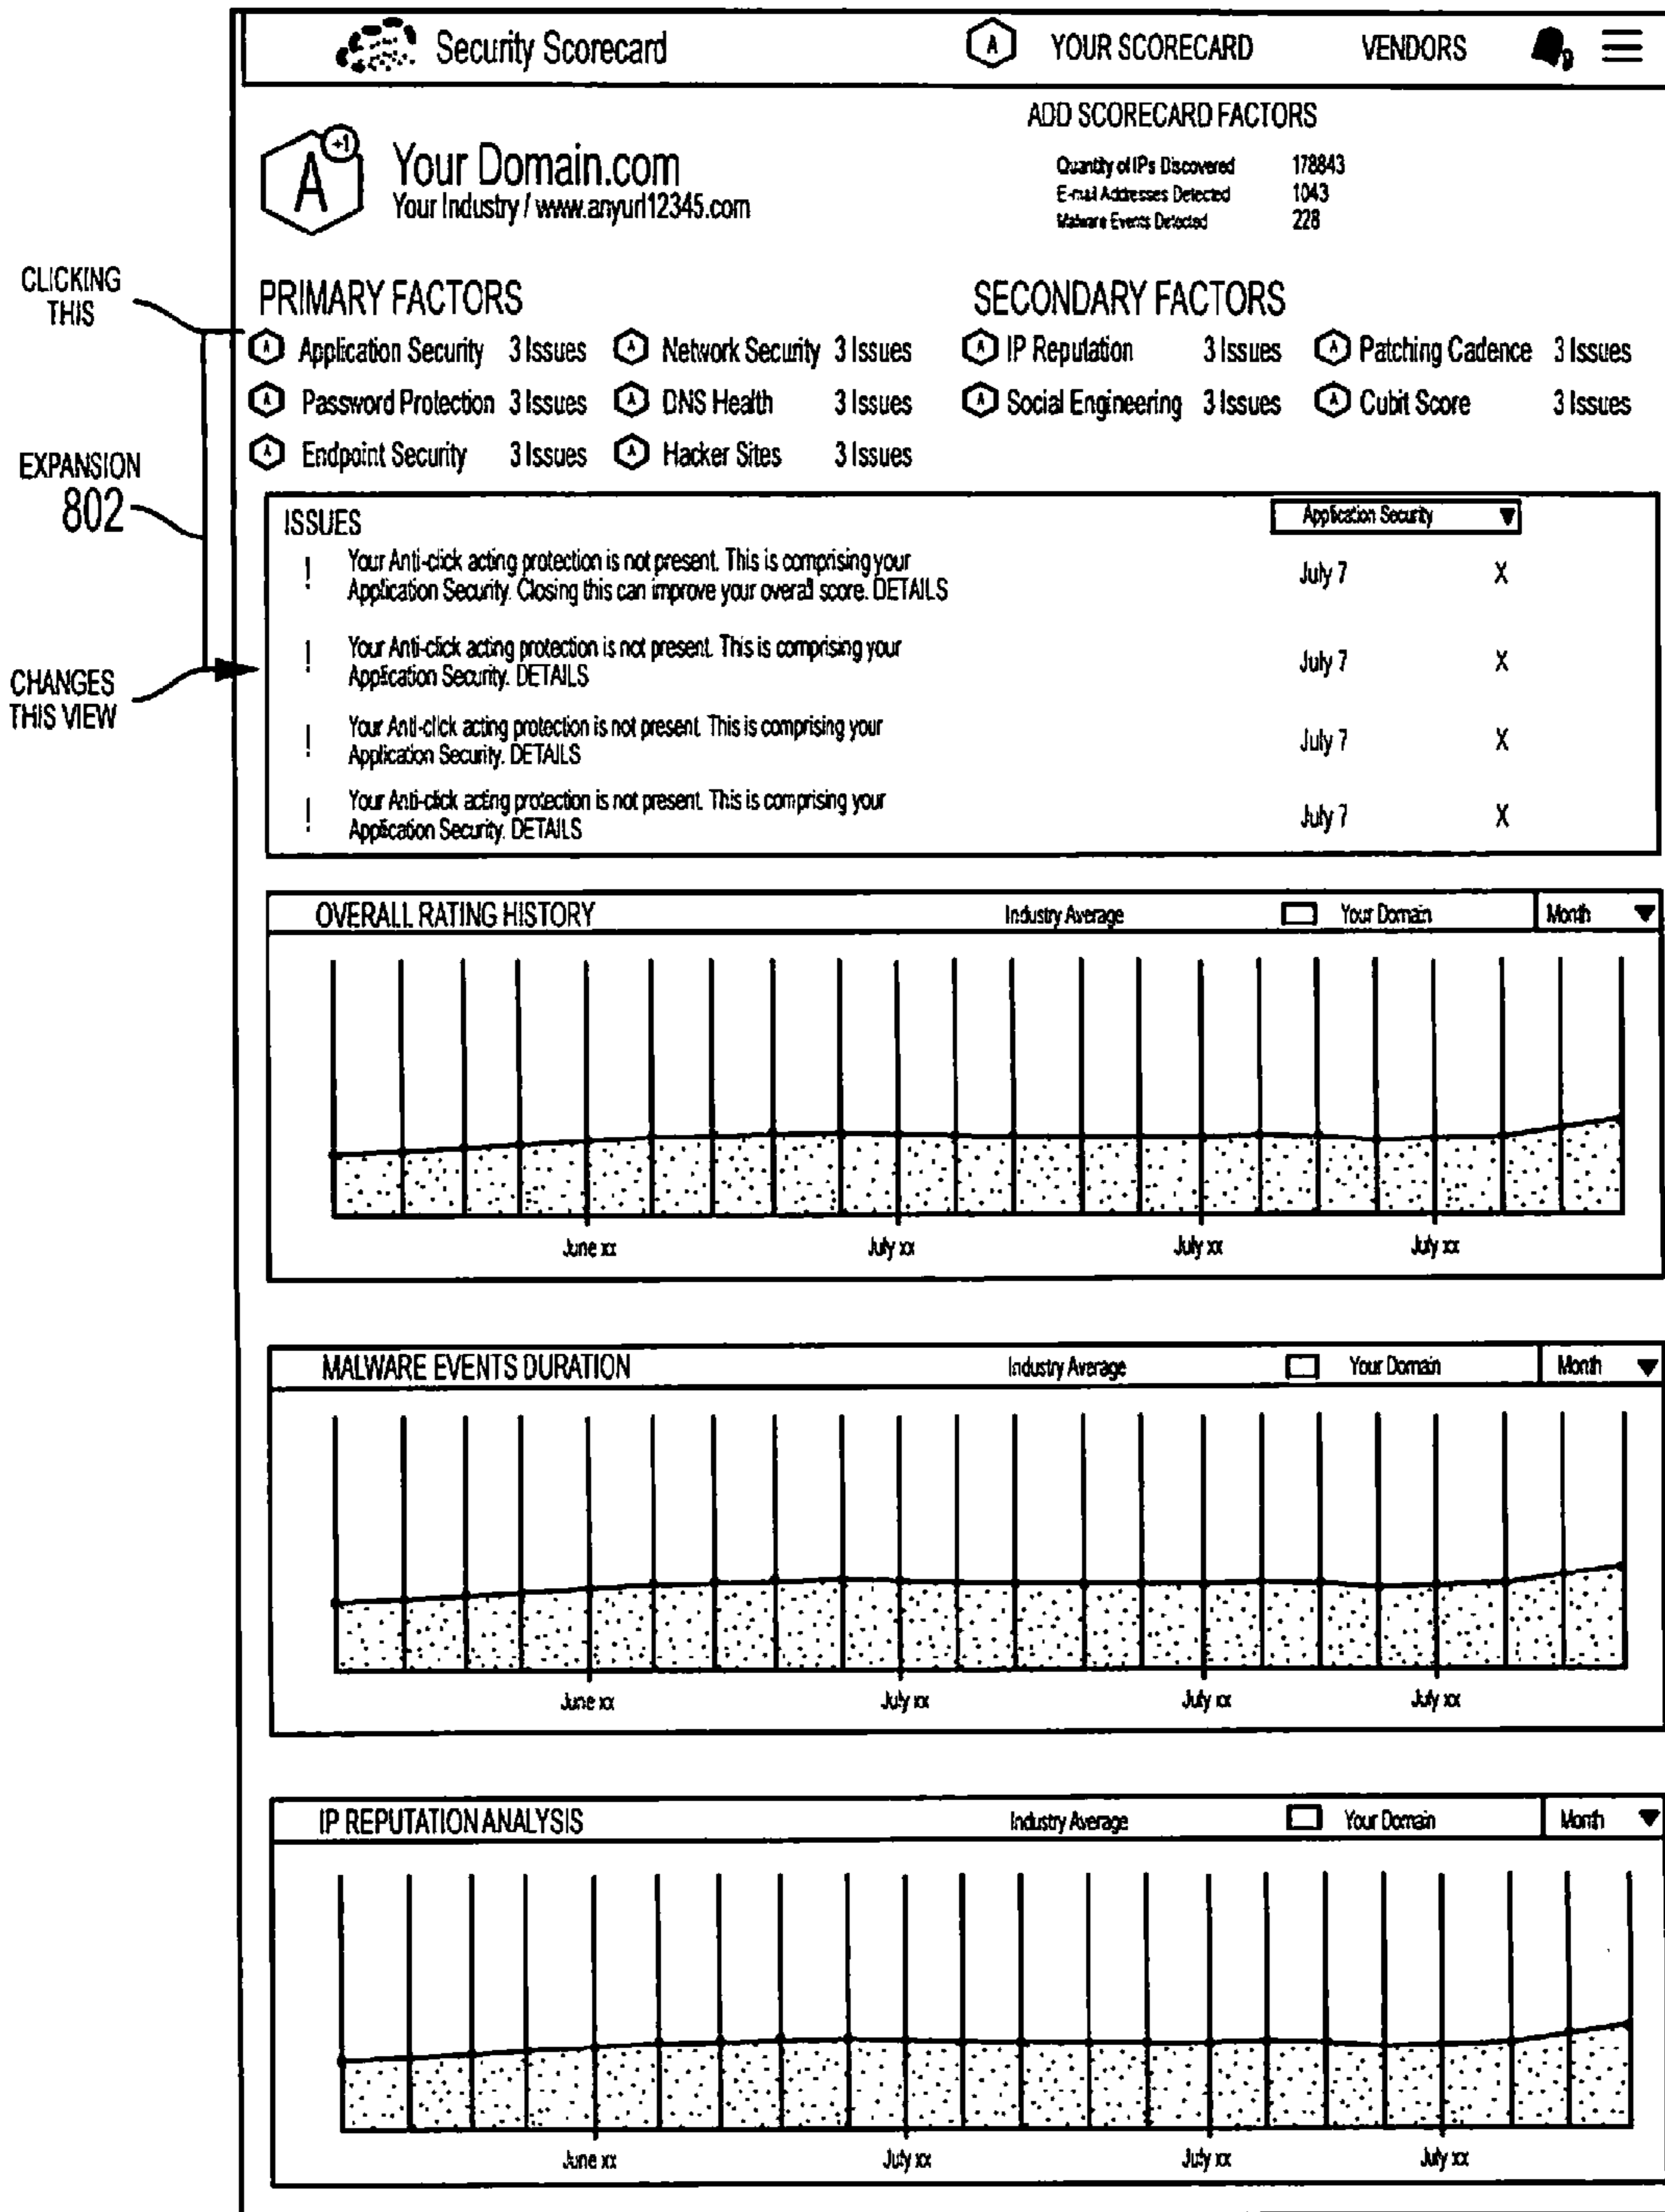 Security Scorecard A YOUR SCORECARD VENDORS
ADD SCORECARD FACTORS
A +1 Your Domain.com
Your Industry / www.anyurl12345.com
Quantity of IPs Discovered 178843
E-mail Addresses Detected 1043
Malware Events Detected 228
CLICKING
THIS
EXPANSION
802
CHANGES
THIS VIEW
PRIMARY FACTORS
A Application Security 3 Issues A Network Security 3 Issues
A Password Protection 3 Issues A DNS Health 3 Issues
A Endpoint Security 3 Issues A Hacker Sites 3 Issues
SECONDARY FACTORS
A IP Reputation 3 Issues A Patching Cadence 3 Issues
A Social Engineering 3 Issues A Cubit Score 3 Issues
ISSUES Application Security
! Your Anti-click acting protection is not present. This is comprising your
Application Security. Closing this can improve your overall score. DETAILS July 7 X
! Your Anti-click acting protection is not present. This is comprising your
Application Security. DETAILS July 7 X
! Your Anti-click acting protection is not present. This is comprising your
Application Security. DETAILS July 7 X
! Your Anti-click acting protection is not present. This is comprising your
Application Security. DETAILS July 7 X
OVERALL RATING HISTORY Industry Average Your Domain Month
June xx July xx July xx July xx
MALWARE EVENTS DURATION Industry Average Your Domain Month
June xx July xx July xx July xx
IP REPUTATION ANALYSIS Industry Average Your Domain Month
June xx July xx July xx July xx